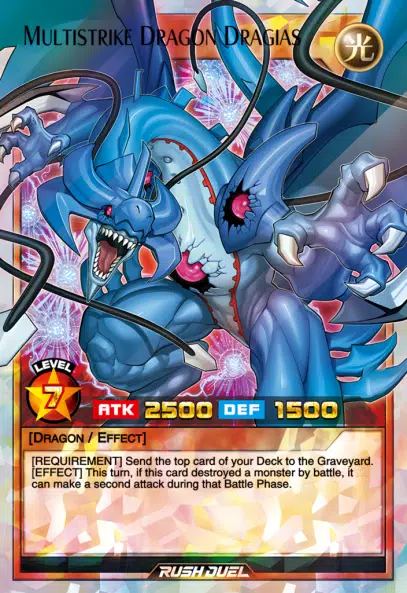 MULTISTRIKE DRAGON DRAGIAS
光
LEVEL
7
ATK 2500 DEF 1500
[DRAGON / EFFECT]
[REQUIREMENT] Send the top card of your Deck to the Graveyard.
[EFFECT] This turn, if this card destroyed a monster by battle, it
can make a second attack during that Battle Phase.
RUSH DUEL